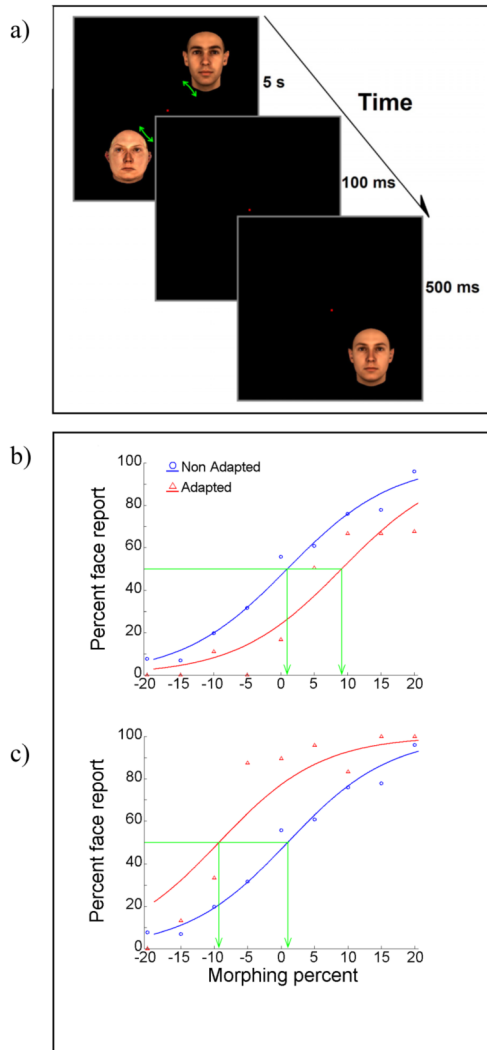 a)
5 s
Time
100 ms
500 ms
b)
Non Adapted
Adapted
Percent face report
100
80
60
40
20
0
-20 -15 -10 -5 0 5 10 15 20
c)
Percent face report
100
80
60
40
20
0
-20 -15 -10 -5 0 5 10 15 20
Morphing percent